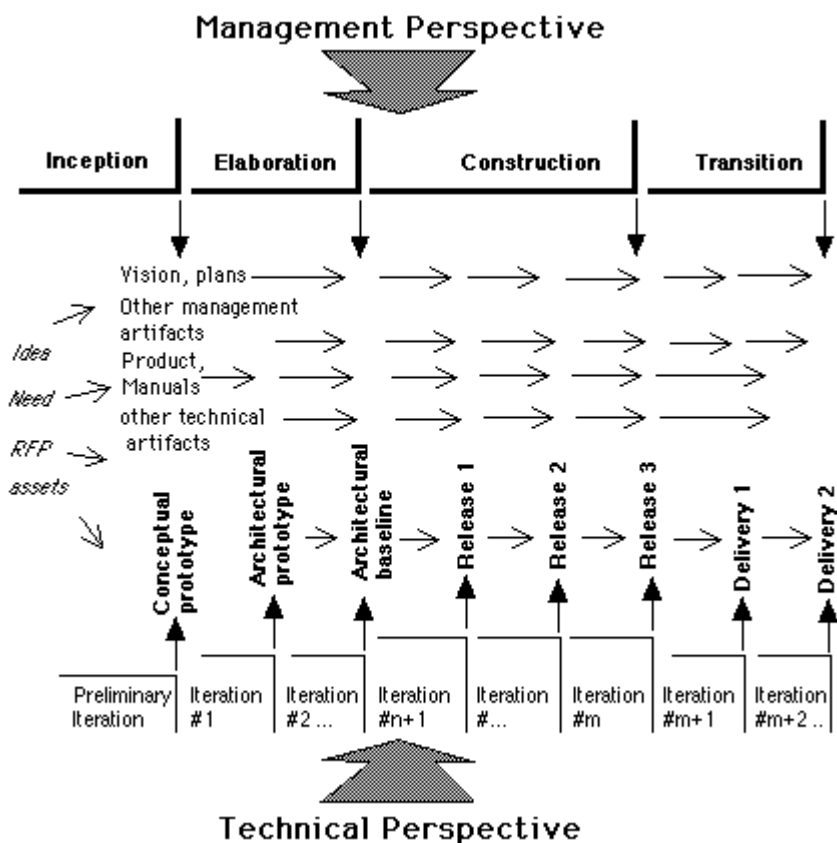 Management Perspective
Inception
Elaboration
Construction
Transition
Vision, plans
Other management
artifacts
Idea
Product,
Manuals
Need
other technical
artifacts
RFP
assets
Conceptual
prototype
Architectural
prototype
Architectural
baseline
Release 1
Release 2
Release 3
Delivery 1
Delivery 2
Preliminary
Iteration
Iteration
#1
Iteration
#2 ...
Iteration
#n+1
Iteration
#...
Iteration
#m
Iteration
#m+1
Iteration
#m+2 ..
Technical Perspective